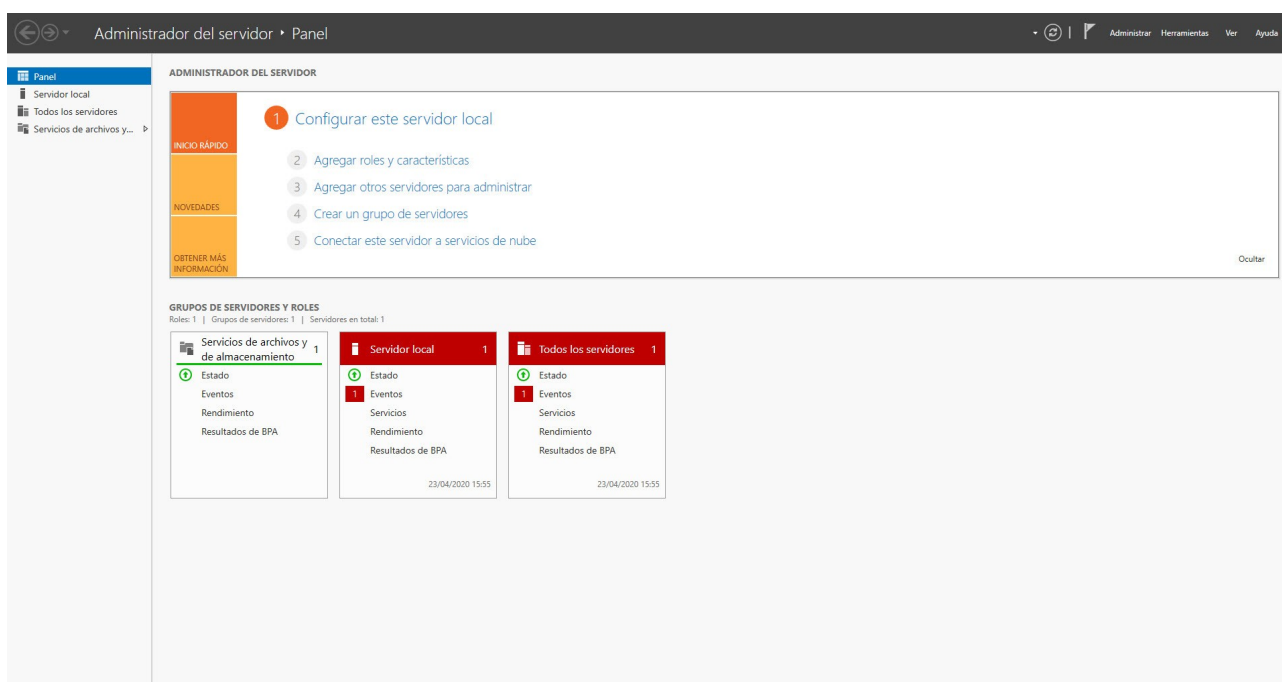 Administrador del servidor ‣ Panel
Administrar Herramientas Ver Ayuda
Panel
Servidor local
Todos los servidores
Servicios de archivos y...
ADMINISTRADOR DEL SERVIDOR
INICIO RÁPIDO
NOVEDADES
OBTENER MÁS
INFORMACIÓN
1 Configurar este servidor local
2 Agregar roles y características
3 Agregar otros servidores para administrar
4 Crear un grupo de servidores
5 Conectar este servidor a servicios de nube
Ocultar
GRUPOS DE SERVIDORES Y ROLES
Roles: 1 | Grupos de servidores: 1 | Servidores en total: 1
Servicios de archivos y
de almacenamiento 1
Estado
Eventos
Rendimiento
Resultados de BPA
Servidor local 1
Estado
1 Eventos
Servicios
Rendimiento
Resultados de BPA
23/04/2020 15:55
Todos los servidores 1
Estado
1 Eventos
Servicios
Rendimiento
Resultados de BPA
23/04/2020 15:55